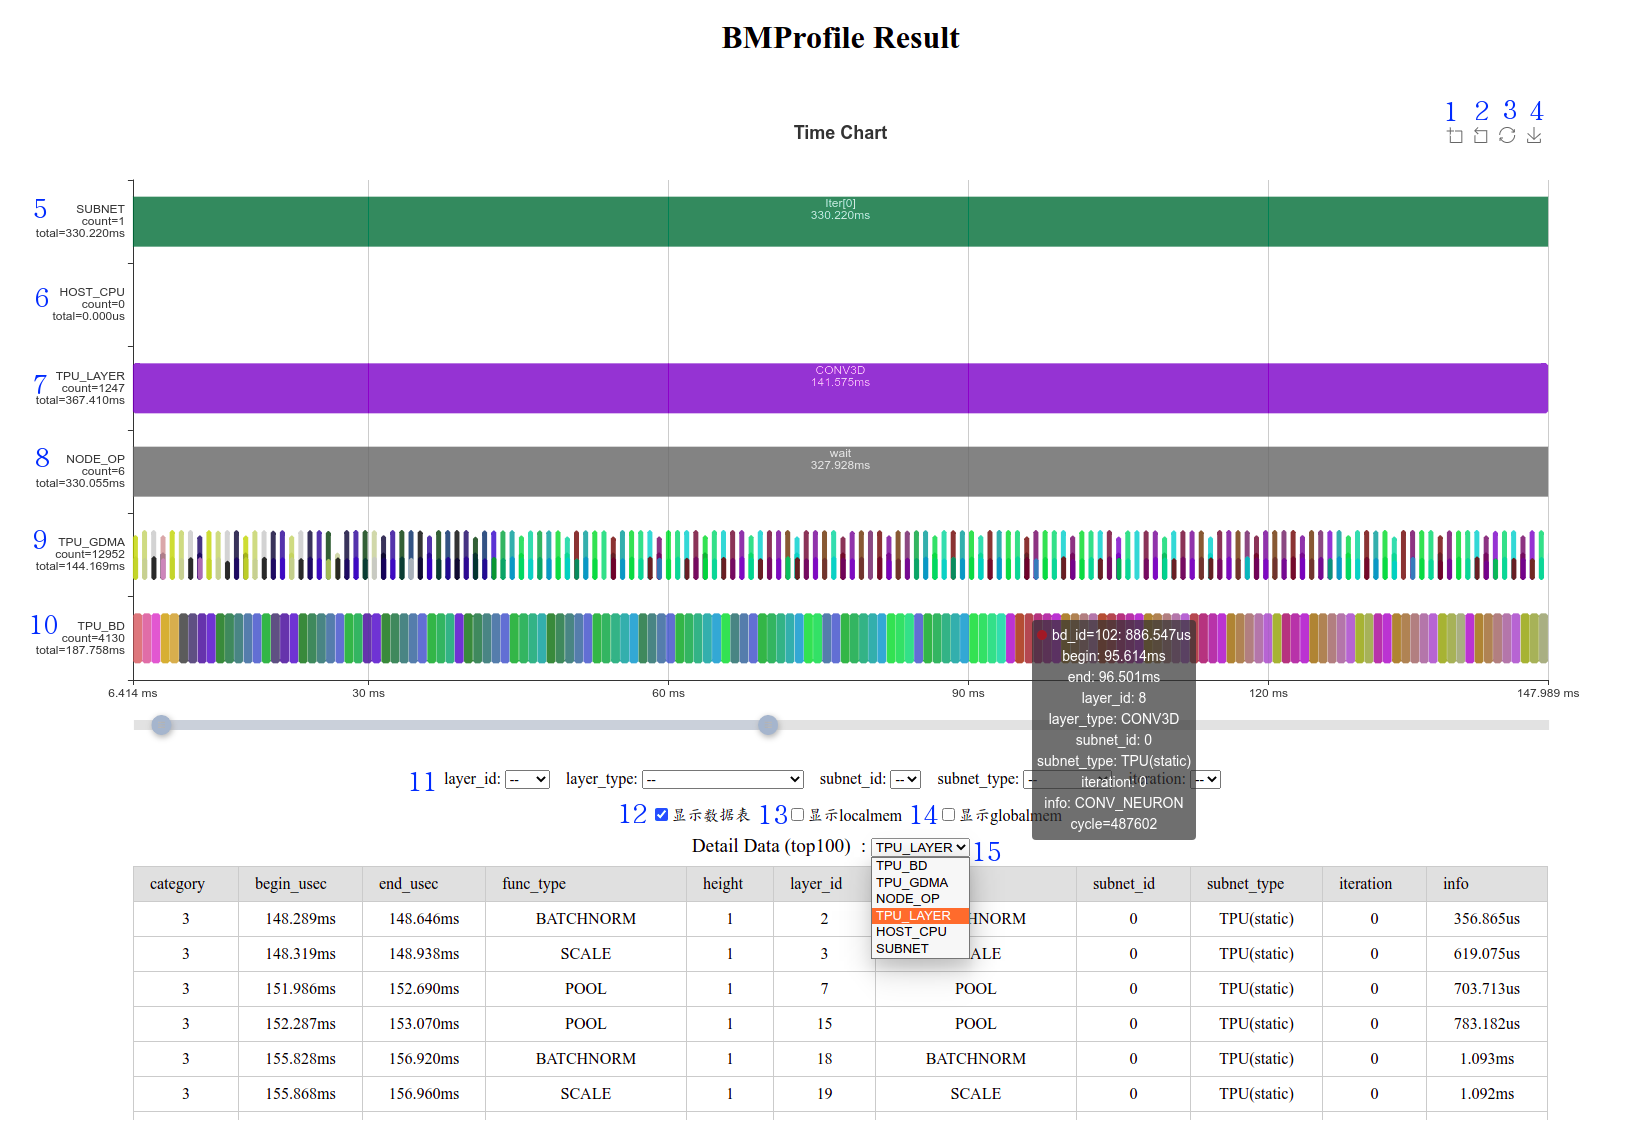 BMProfile Result
1 2 3 4
Time Chart
5
SUBNET
count=1
total=330.220ms
Iter[0]
330.220ms
6
HOST_CPU
count=0
total=0.000us
7
TPU_LAYER
count=1247
total=367.410ms
CONV3D
141.575ms
8
NODE_OP
count=6
total=330.055ms
wait
327.928ms
9
TPU_GDMA
count=12952
total=144.169ms
10
TPU_BD
count=4130
total=187.758ms
6.414 ms 30 ms 60 ms 90 ms 120 ms 147.989 ms
bd_id=102: 886.547us
begin: 95.614ms
end: 96.501ms
layer_id: 8
layer_type: CONV3D
subnet_id: 0
subnet_type: TPU(static)
iteration: 0
info: CONV_NEURON
cycle=487602
11 layer_id: -- layer_type: -- subnet_id: -- subnet_type: -- iteration: --
12 显示数据表 13 显示localmem 14 显示globalmem
Detail Data (top100) : TPU_LAYER 15
TPU_BD
TPU_GDMA
NODE_OP
TPU_LAYER
HOST_CPU
SUBNET
category begin_usec end_usec func_type height layer_id subnet_id subnet_type iteration info
3 148.289ms 148.646ms BATCHNORM 1 2 HNORM 0 TPU(static) 0 356.865us
3 148.319ms 148.938ms SCALE 1 3 ALE 0 TPU(static) 0 619.075us
3 151.986ms 152.690ms POOL 1 7 POOL 0 TPU(static) 0 703.713us
3 152.287ms 153.070ms POOL 1 15 POOL 0 TPU(static) 0 783.182us
3 155.828ms 156.920ms BATCHNORM 1 18 BATCHNORM 0 TPU(static) 0 1.093ms
3 155.868ms 156.960ms SCALE 1 19 SCALE 0 TPU(static) 0 1.092ms